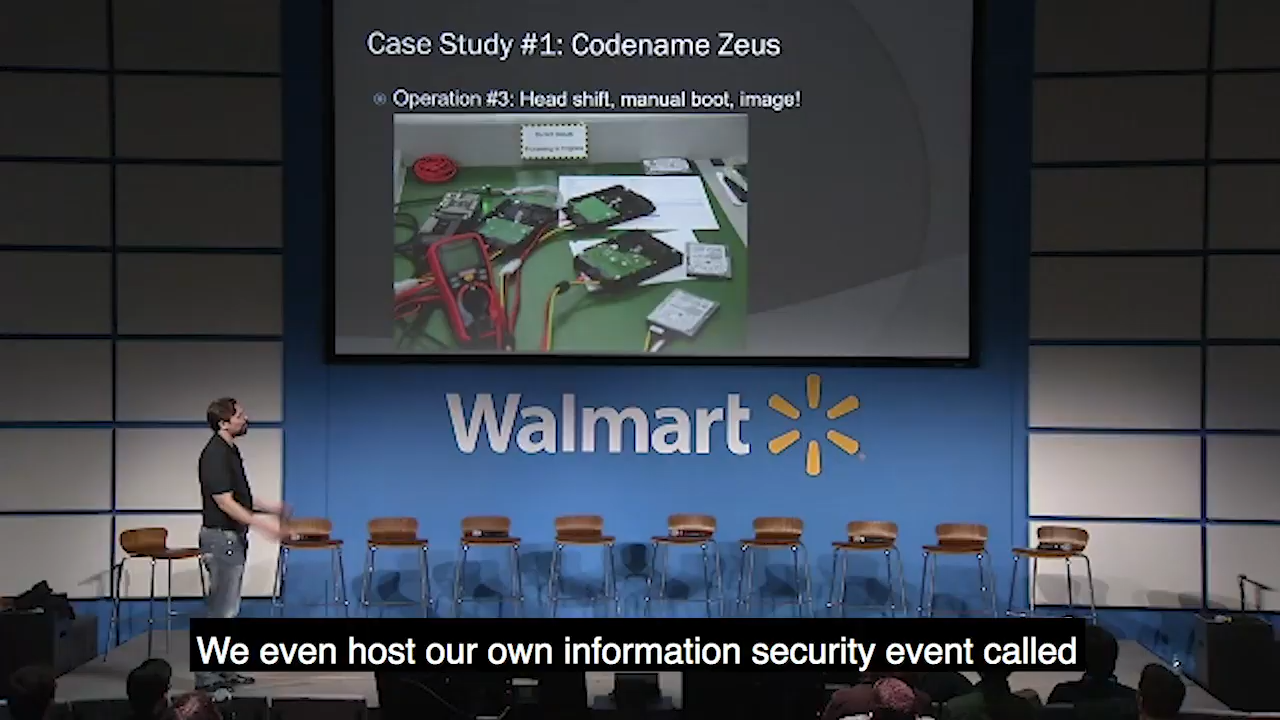 Case Study #1: Codename Zeus
Operation #3: Head shift, manual boot, image!
Walmart
We even host our own information security event called